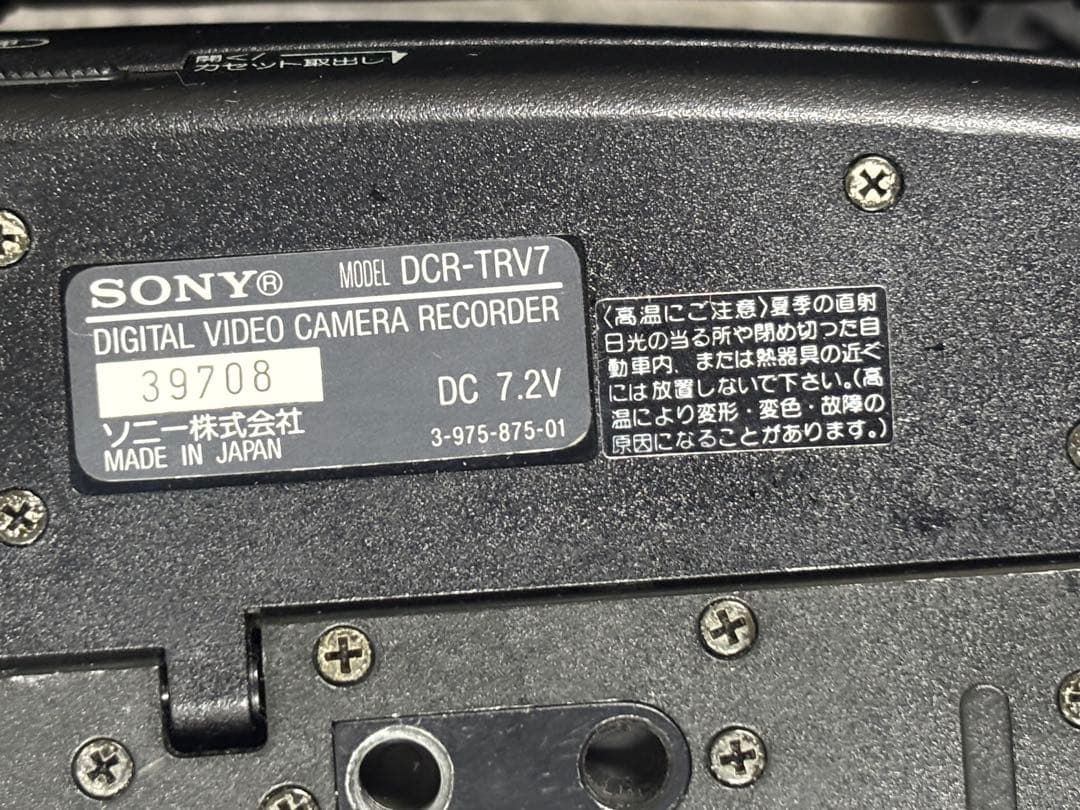 開く/
カセット取出し
SONY® MODEL DCR-TRV7
DIGITAL VIDEO CAMERA RECORDER
39708
DC 7.2V
ソニー株式会社
3-975-875-01
MADE IN JAPAN
〈高温にご注意〉夏季の直射
日光の当る所や閉め切った自
動車内、または熱器具の近く
には放置しないで下さい。(高
温により変形・変色・故障の
原因になることがあります。)